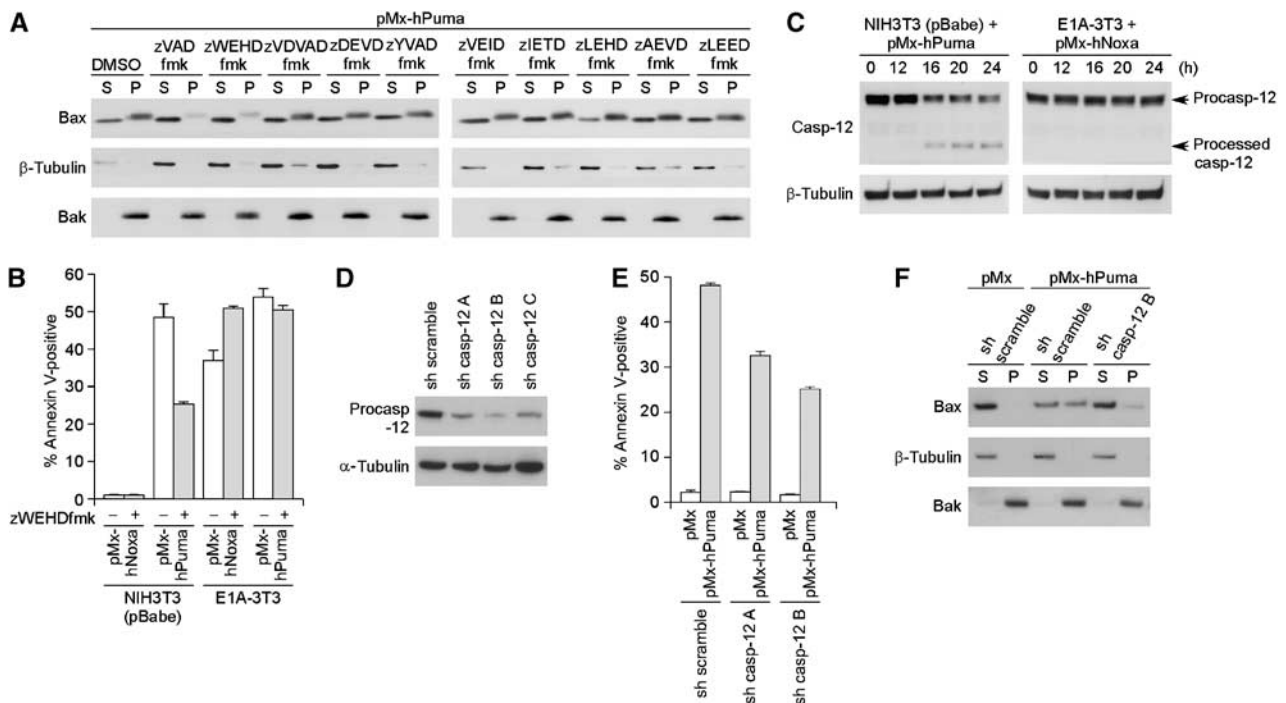 A
pMx-hPuma
DMSO
zVAD fmk
zWEHD fmk
zVDVAD fmk
zDEVD fmk
zYVAD fmk
zVEID fmk
zIETD fmk
zLEHD fmk
zAEVD fmk
zLEED fmk
S P S P S P S P S P S P S P S P S P S P S P
Bax
β-Tubulin
Bak
B
% Annexin V-positive
60
50
40
30
20
10
0
zWEHDfmk – + – + – + – +
pMx-hNoxa
pMx-hPuma
pMx-hNoxa
pMx-hPuma
NIH3T3 (pBabe)
E1A-3T3
C
NIH3T3 (pBabe) + pMx-hPuma
E1A-3T3 + pMx-hNoxa
0 12 16 20 24 0 12 16 20 24 (h)
Casp-12
Procasp-12
Processed casp-12
β-Tubulin
D
sh scramble
sh casp-12 A
sh casp-12 B
sh casp-12 C
Procasp
-12
α-Tubulin
E
% Annexin V-positive
50
40
30
20
10
0
pMx
pMx-hPuma
pMx
pMx-hPuma
pMx
pMx-hPuma
sh scramble
sh casp-12 A
sh casp-12 B
F
pMx
pMx-hPuma
sh scramble
sh scramble
sh casp-12 B
S P S P S P
Bax
β-Tubulin
Bak